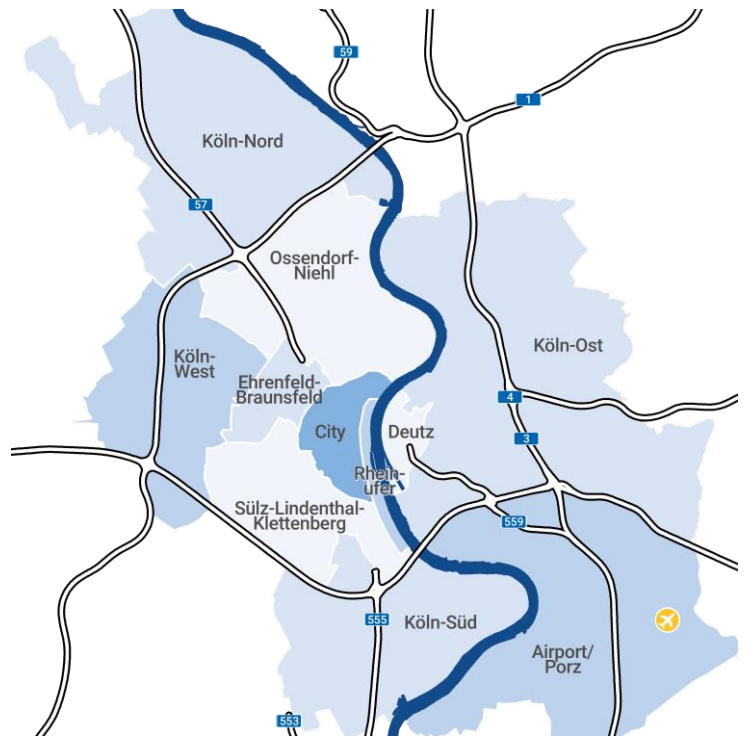 59
1
Köln-Nord
57
Ossendorf-
Niehl
Köln-Ost
Köln-
West
Ehrenfeld-
Braunsfeld
4
City
Deutz
3
Rhein-
ufer
Sülz-Lindenthal-
Klettenberg
559
555
Köln-Süd
Airport/
Porz
553